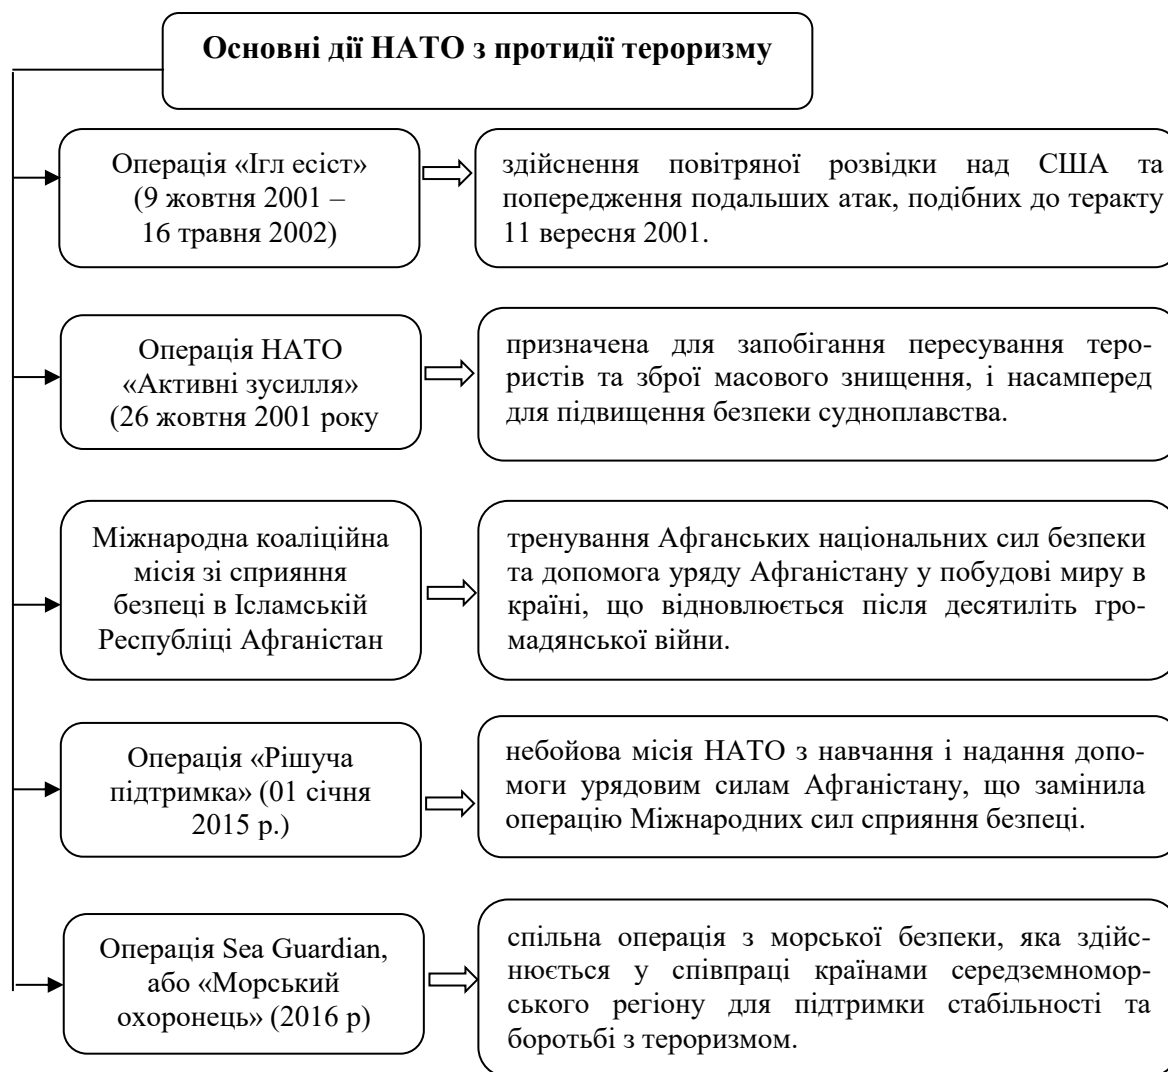 Основні дії НАТО з протидії тероризму
Операція «Ігл есіст»
(9 жовтня 2001 –
16 травня 2002)
здійснення повітряної розвідки над США та
попередження подальших атак, подібних до теракту
11 вересня 2001.
Операція НАТО
«Активні зусилля»
(26 жовтня 2001 року
призначена для запобігання пересування теро-
ристів та зброї масового знищення, і насамперед
для підвищення безпеки судноплавства.
Міжнародна коаліційна
місія зі сприяння
безпеці в Ісламській
Республіці Афганістан
тренування Афганських національних сил безпеки
та допомога уряду Афганістану у побудові миру в
країні, що відновлюється після десятиліть гро-
мадянської війни.
Операція «Рішуча
підтримка» (01 січня
2015 р.)
небойова місія НАТО з навчання і надання допо-
моги урядовим силам Афганістану, що замінила
операцію Міжнародних сил сприяння безпеці.
Операція Sea Guardian,
або «Морський
охоронець» (2016 р)
спільна операція з морської безпеки, яка здійс-
нюється у співпраці країнами середземномор-
ського регіону для підтримки стабільності та
боротьбі з тероризмом.